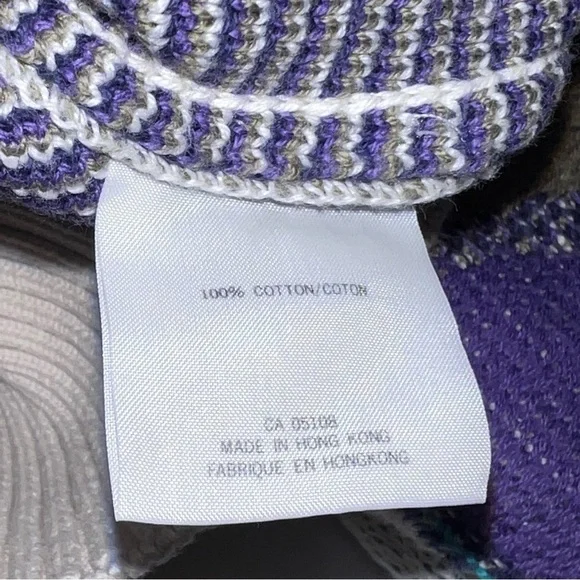 100% COTTON/COTON
CA 05108
MADE IN HONG KONG
FABRIQUE EN HONGKONG